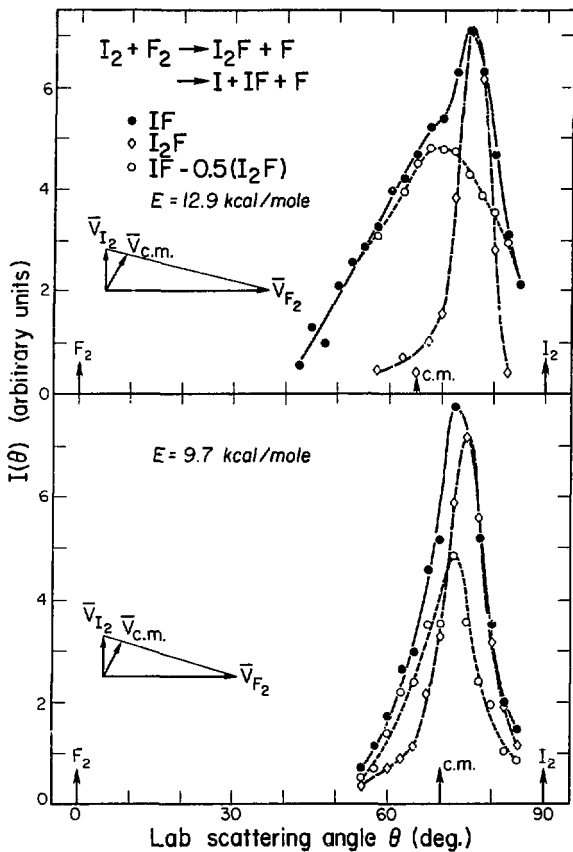 I₂ + F₂ → I₂F + F
→ I + IF + F
● IF
◇ I₂F
○ IF - 0.5(I₂F)
E = 12.9 kcal/mole
V̄I₂
V̄c.m.
V̄F₂
6
4
2
0
F₂
c.m.
I₂
I(θ) (arbitrary units)
E = 9.7 kcal/mole
V̄I₂
V̄c.m.
V̄F₂
6
4
2
0
F₂
c.m.
I₂
0 30 60 90
Lab scattering angle θ (deg.)